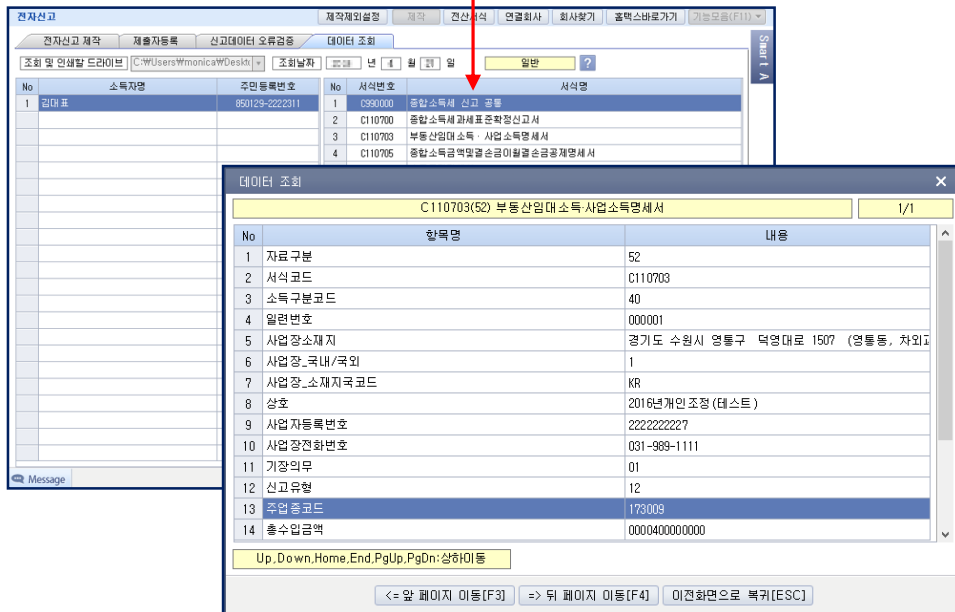 전자신고 제작제외설정 제작 전산서식 연결회사 회사찾기 홈택스바로가기 기능모음(F11)
전자신고 제작 제출자등록 신고데이터 오류검증 데이터 조회
Smart A
조회 및 인쇄할 드라이브 C:\Users\monica\Deskt 조회날짜 년 4 월 일 일반 ?
No 소득자명 주민등록번호 No 서식번호 서식명
1 김대표 850129-2222311 1 C990000 종합소득세 신고 공통
2 C110700 종합소득세과세표준확정신고서
3 C110703 부동산임대소득 · 사업소득명세서
4 C110705 종합소득금액및결손금이월결손금공제명세서
Message
데이터 조회
C110703(52) 부동산임대소득·사업소득명세서 1/1
No 항목명 내용
1 자료구분 52
2 서식코드 C110703
3 소득구분코드 40
4 일련번호 000001
5 사업장소재지 경기도 수원시 영통구 덕영대로 1507 (영통동, 차외
6 사업장_국내/국외 1
7 사업장_소재지국코드 KR
8 상호 2016년개인조정(테스트)
9 사업자등록번호 2222222227
10 사업장전화번호 031-989-1111
11 기장의무 01
12 신고유형 12
13 주업종코드 173009
14 총수입금액 0000400000000
Up,Down,Home,End,PgUp,PgDn:상하이동
<= 앞 페이지 이동[F3] => 뒤 페이지 이동[F4] 이전화면으로 복귀[ESC]